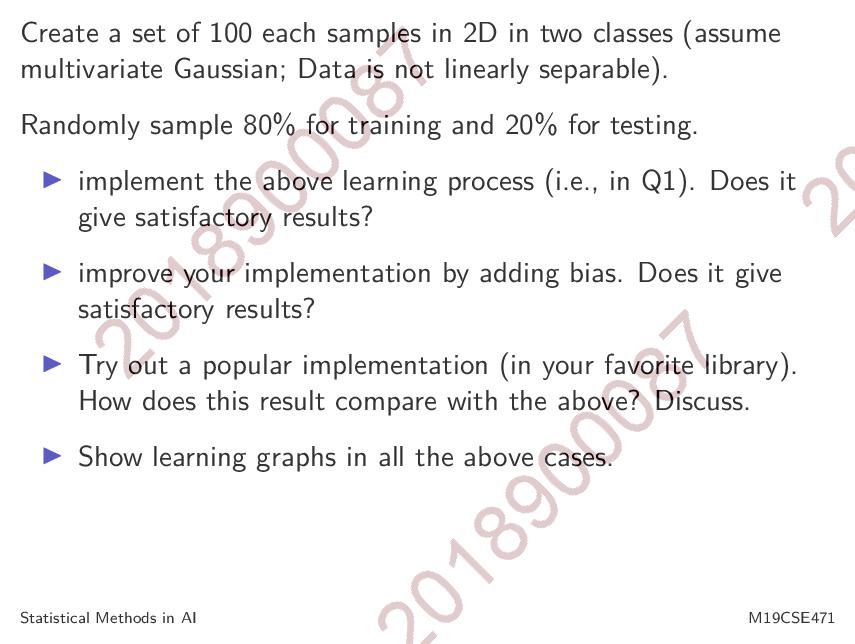 Create a set of 100 each samples in 2D in two classes (assume
multivariate Gaussian; Data is not linearly separable).
Randomly sample 80% for training and 20% for testing.
▶ implement the above learning process (i.e., in Q1). Does it
give satisfactory results?
▶ improve your implementation by adding bias. Does it give
satisfactory results?
▶ Try out a popular implementation (in your favorite library).
How does this result compare with the above? Discuss.
▶ Show learning graphs in all the above cases.
2018900087
2018900087
20
Statistical Methods in AI
M19CSE471